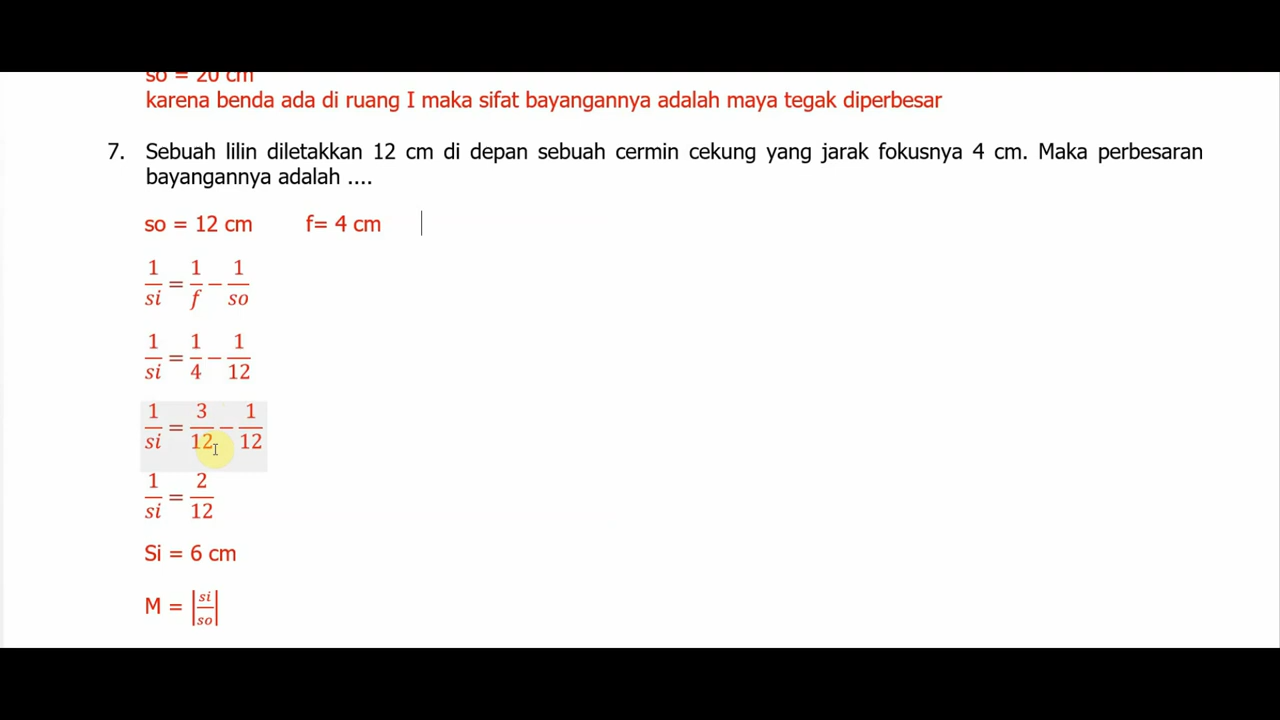 so = 20 cm
karena benda ada di ruang I maka sifat bayangannya adalah maya tegak diperbesar
7. Sebuah lilin diletakkan 12 cm di depan sebuah cermin cekung yang jarak fokusnya 4 cm. Maka perbesaran
bayangannya adalah ....
so = 12 cm f= 4 cm
1/si = 1/f − 1/so
1/si = 1/4 − 1/12
1/si = 3/12 − 1/12
1/si = 2/12
Si = 6 cm
M = |si/so|